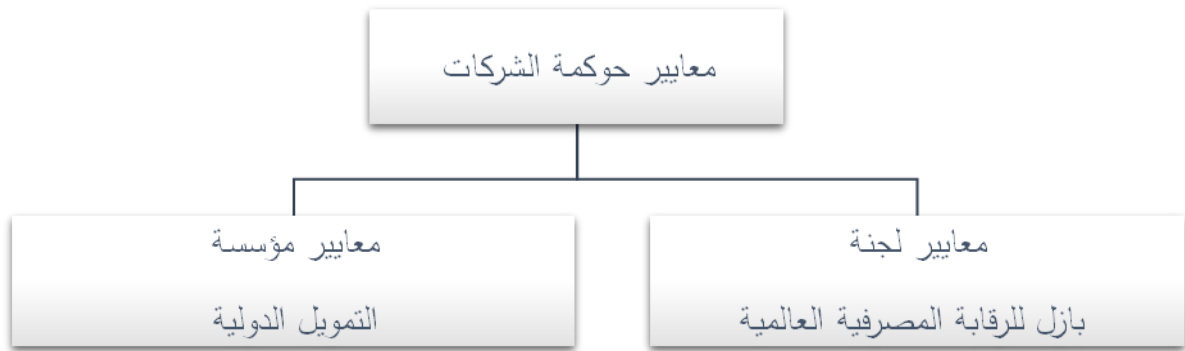 معايير حوكمة الشركات
معايير لجنة
بازل للرقابة المصرفية العالمية
معايير مؤسسة
التمويل الدولية